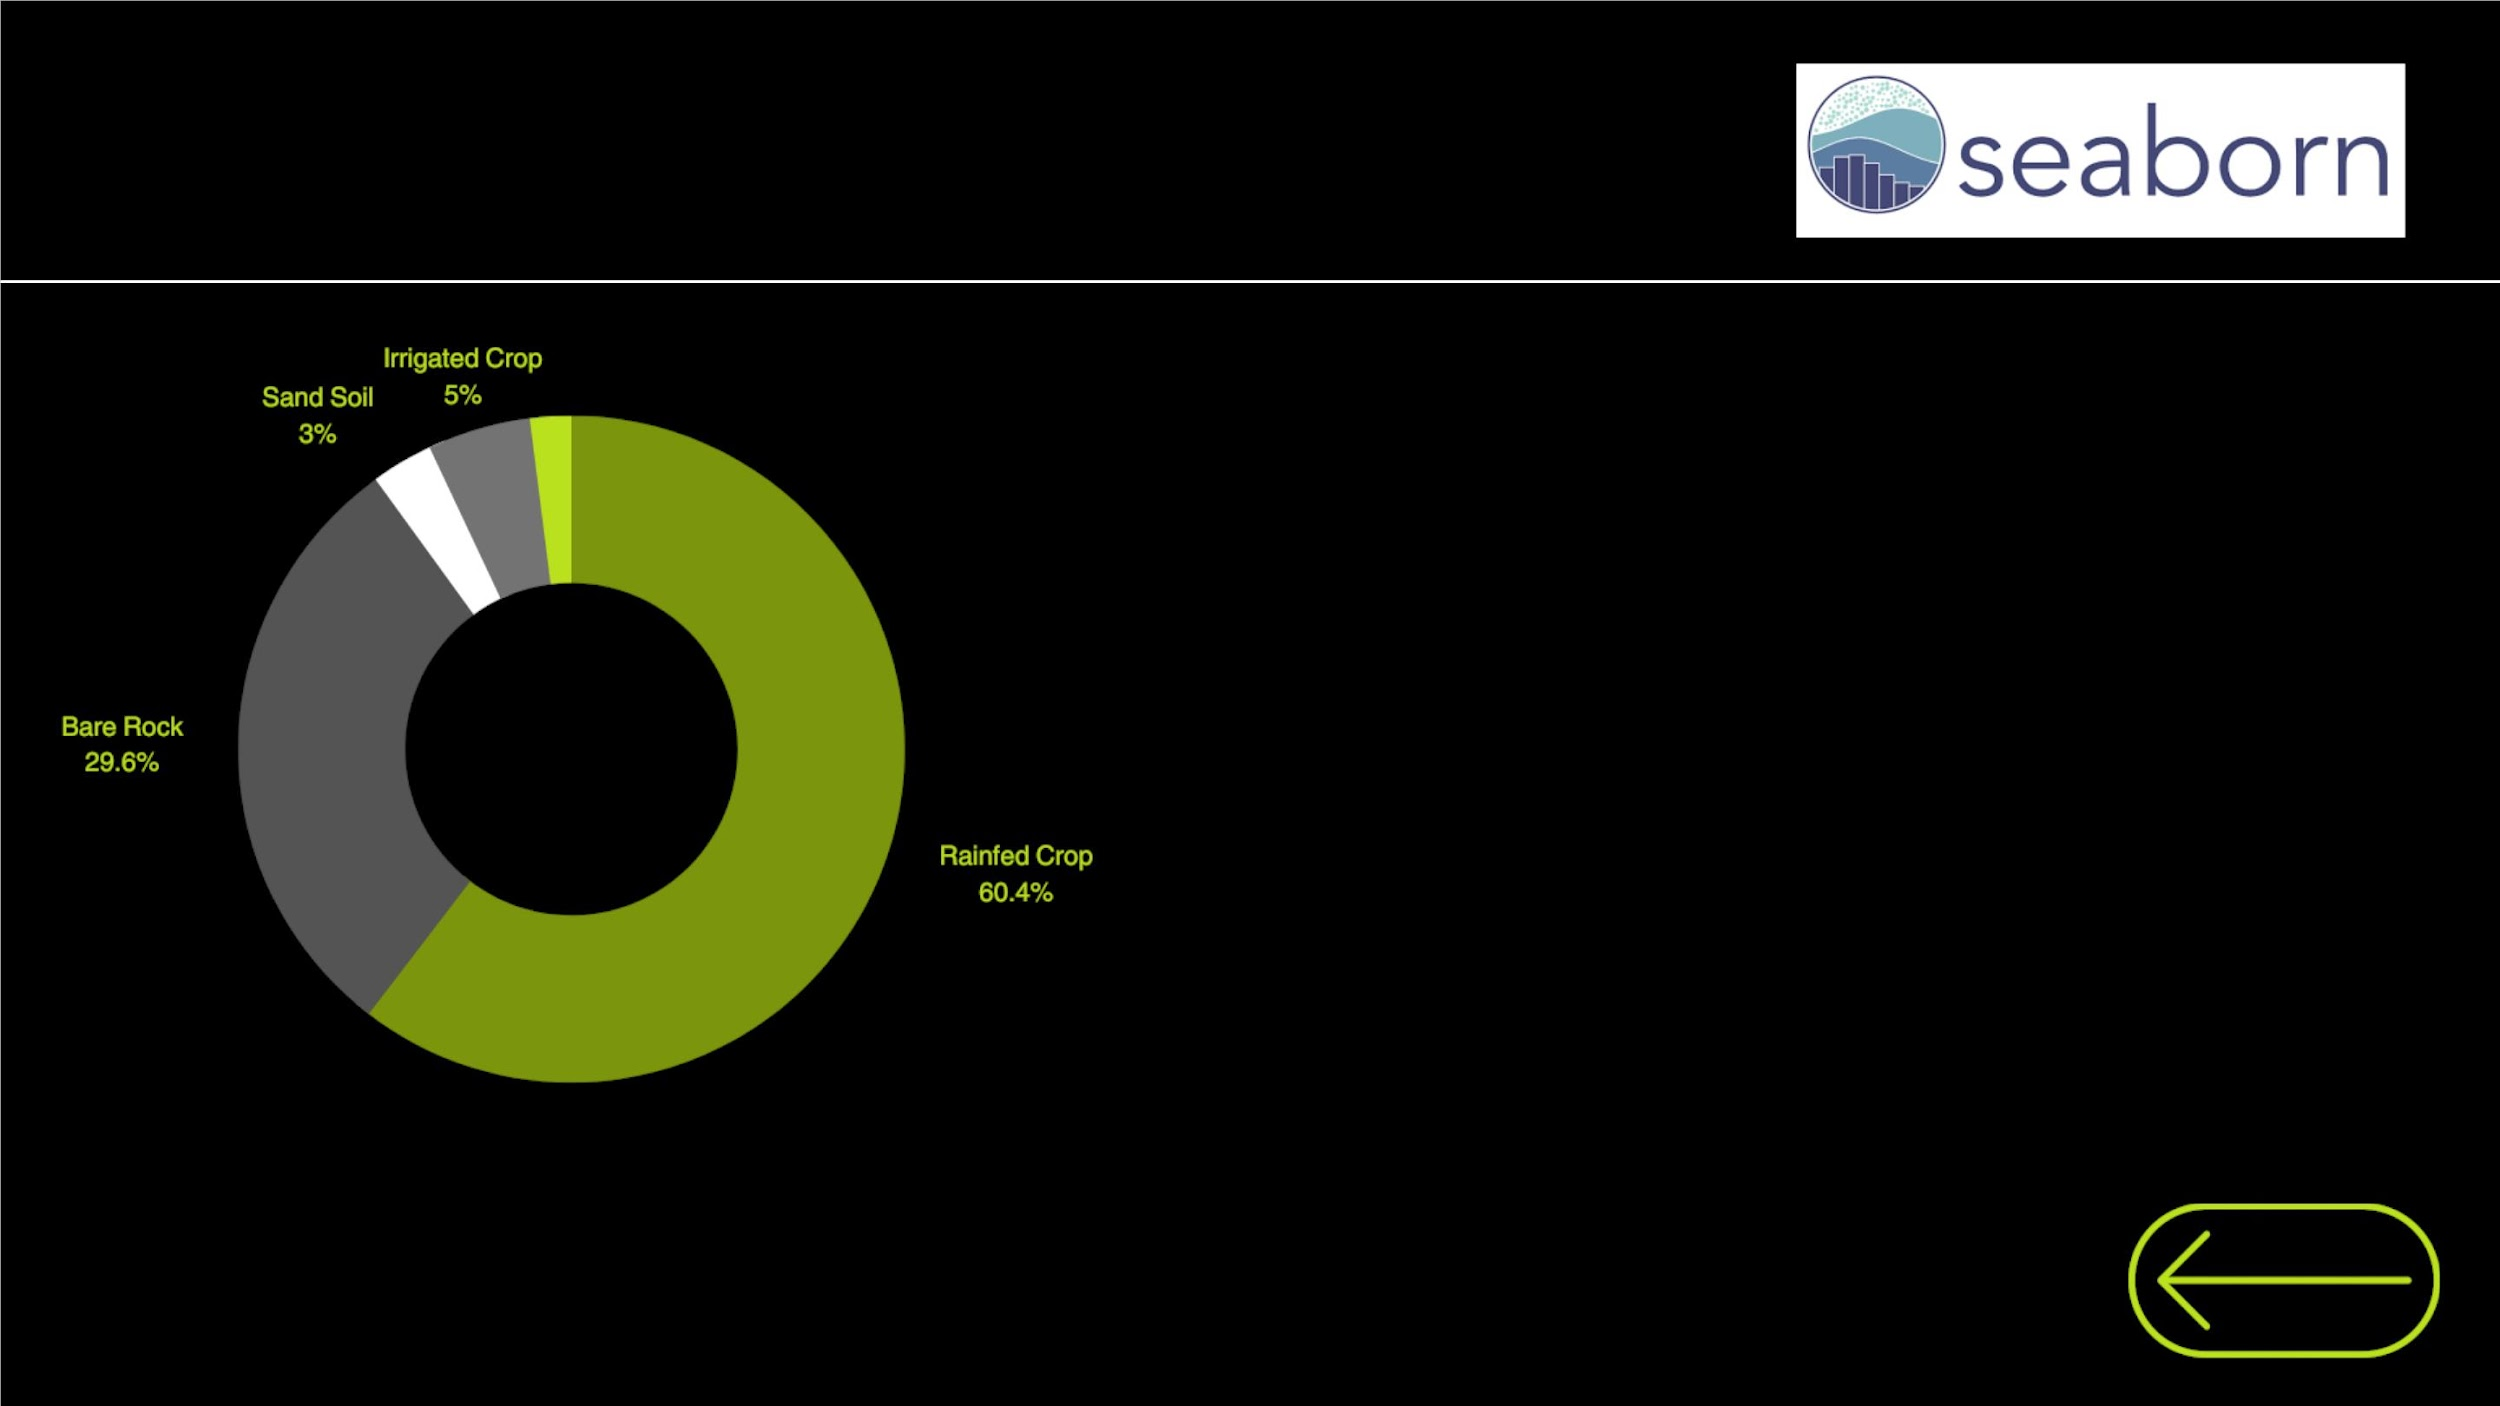 seaborn
Irrigated Crop
5%
Sand Soil
3%
Bare Rock
29.6%
Rainfed Crop
60.4%